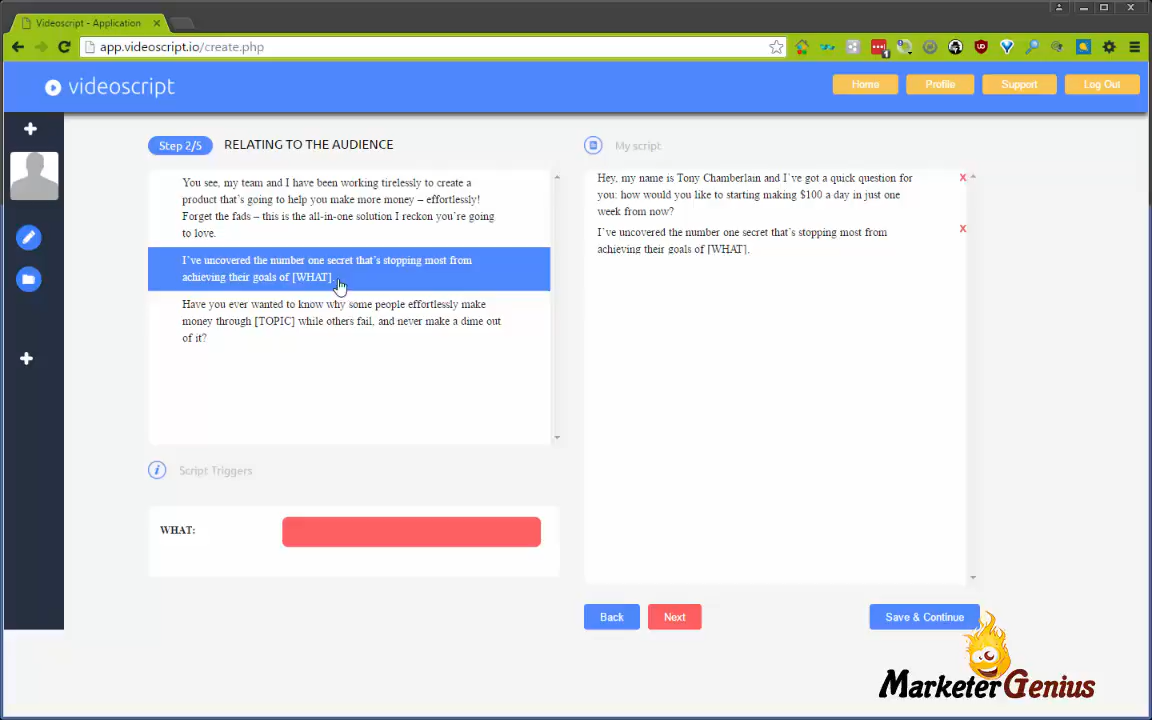 Videoscript - Application
app.videoscript.io/create.php
videoscript
Home
Profile
Support
Log Out
Step 2/5
RELATING TO THE AUDIENCE
You see, my team and I have been working tirelessly to create a
product that's going to help you make more money – effortlessly!
Forget the fads – this is the all-in-one solution I reckon you're going
to love.
I've uncovered the number one secret that's stopping most from
achieving their goals of [WHAT].
Have you ever wanted to know why some people effortlessly make
money through [TOPIC] while others fail, and never make a dime out
of it?
Script Triggers
WHAT:
My script
Hey, my name is Tony Chamberlain and I've got a quick question for
you: how would you like to starting making $100 a day in just one
week from now?
X
I've uncovered the number one secret that's stopping most from
achieving their goals of [WHAT].
X
Back
Next
Save & Continue
MarketerGenius